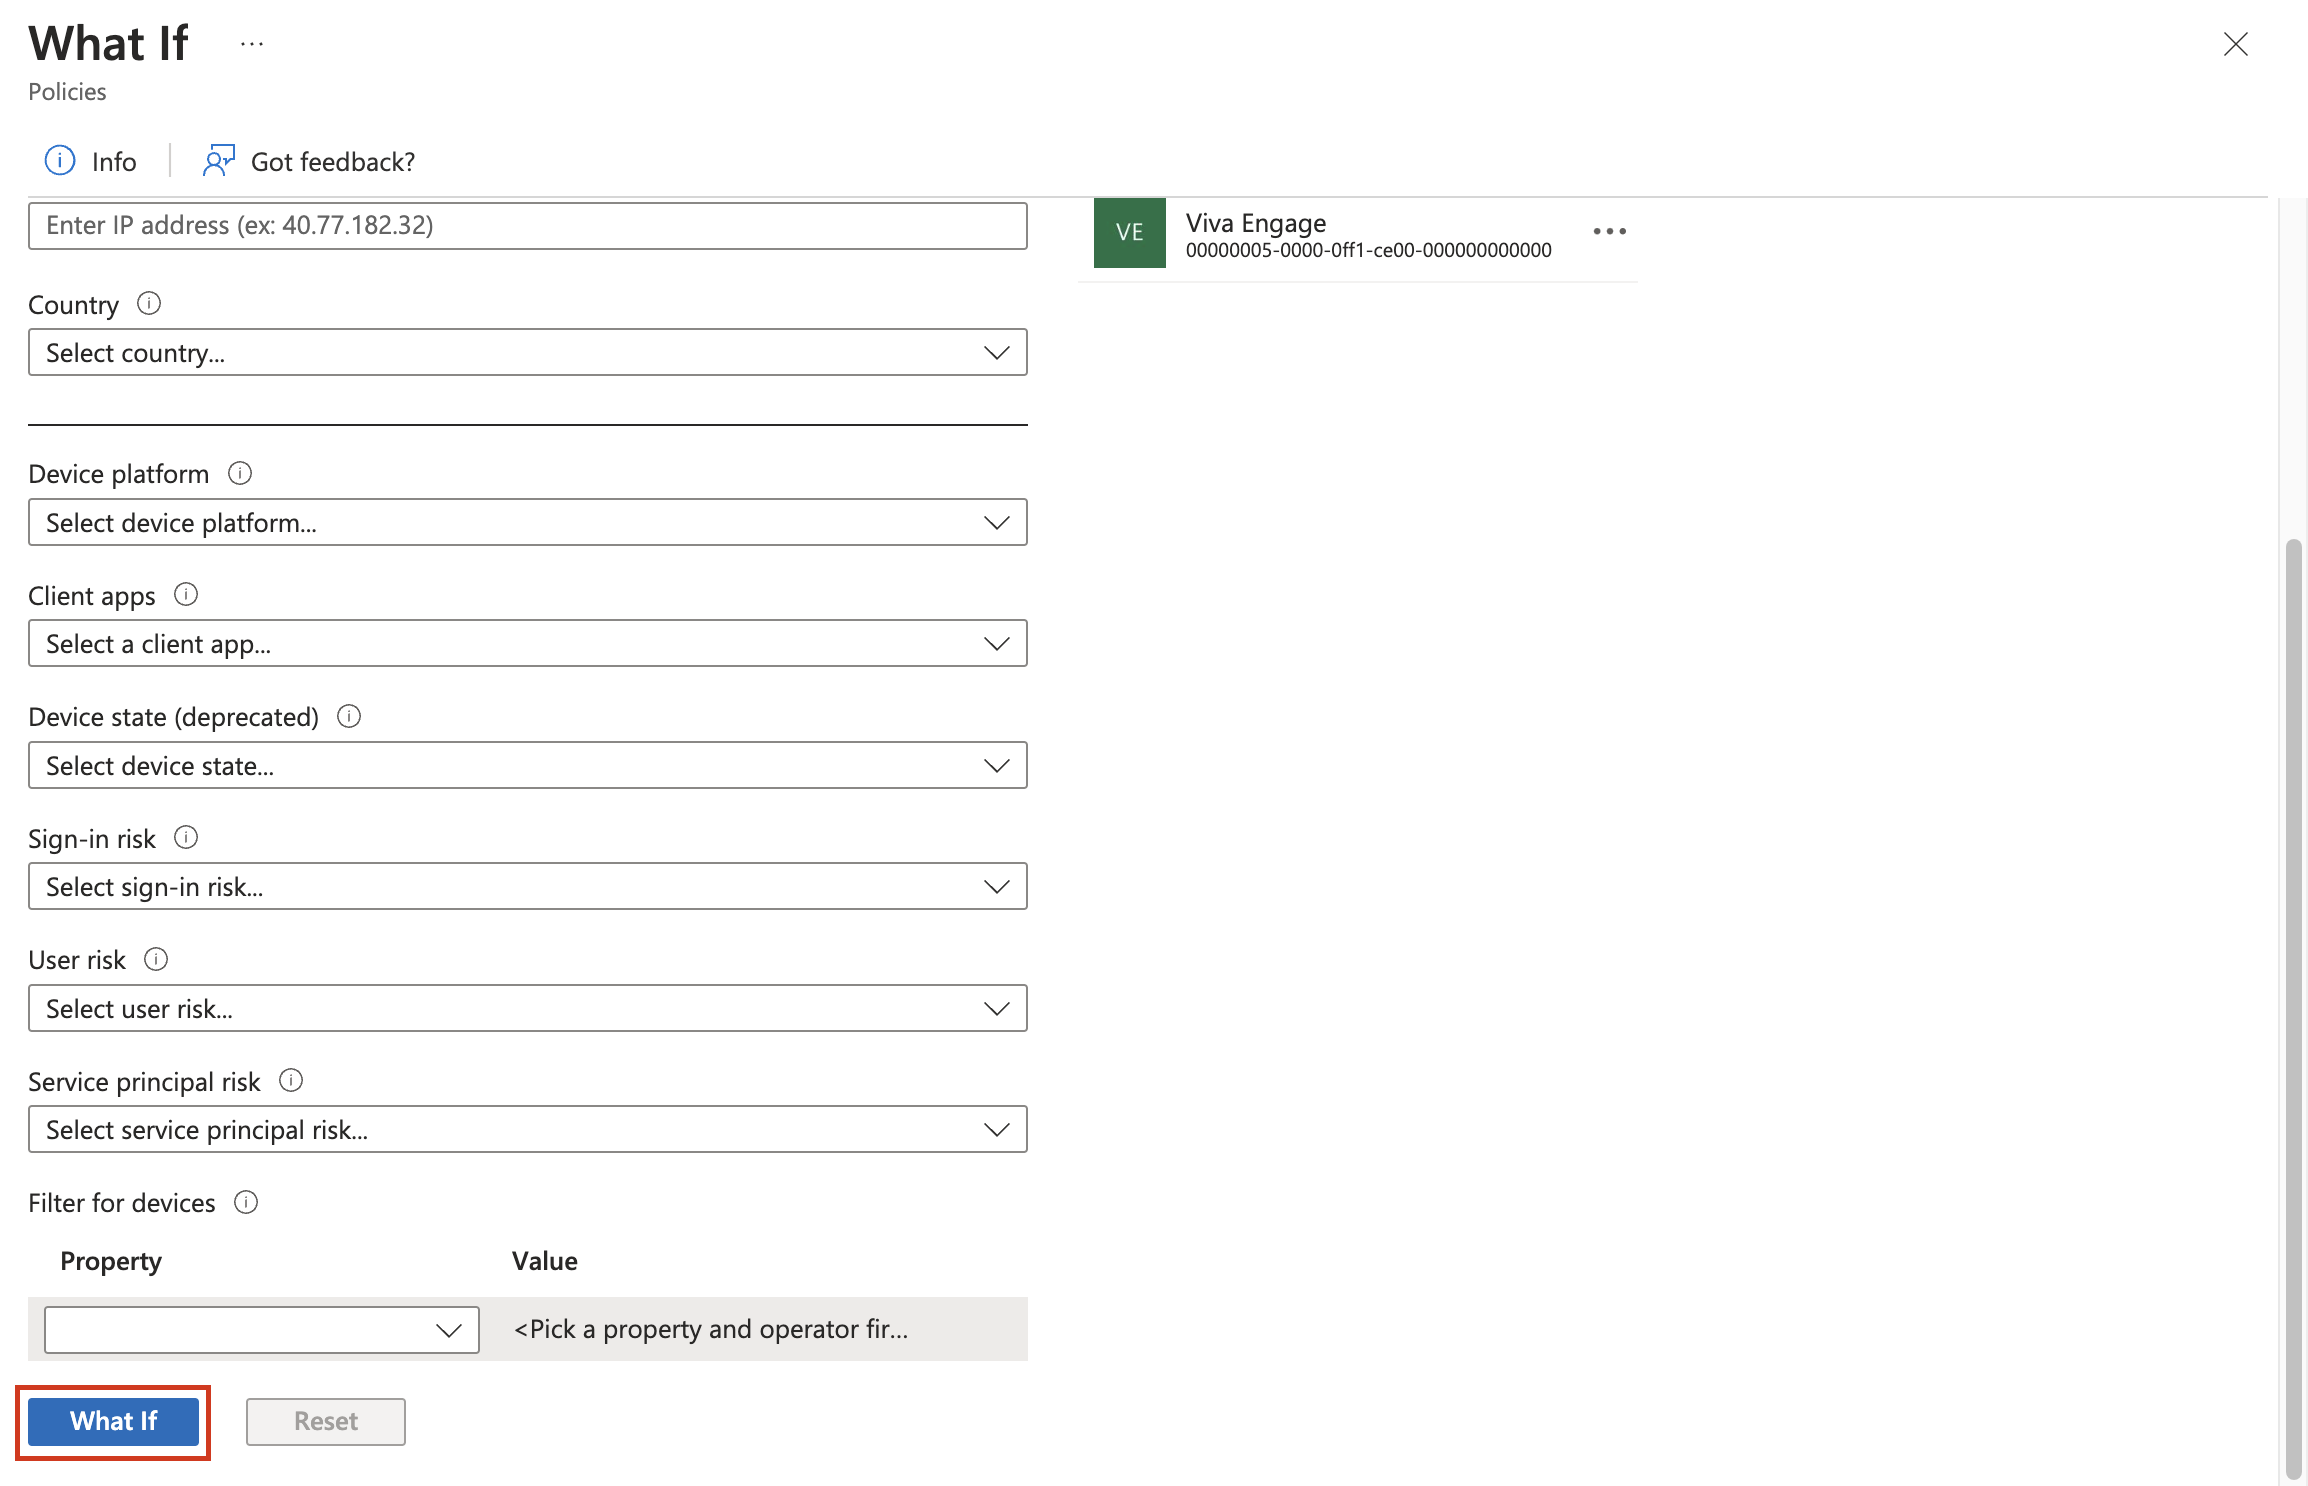 What If ...
Policies
Info
Got feedback?
Enter IP address (ex: 40.77.182.32)
VE
Viva Engage
00000005-0000-0ff1-ce00-000000000000
Country
Select country...
Device platform
Select device platform...
Client apps
Select a client app...
Device state (deprecated)
Select device state...
Sign-in risk
Select sign-in risk...
User risk
Select user risk...
Service principal risk
Select service principal risk...
Filter for devices
Property Value
<Pick a property and operator fir...
What If
Reset